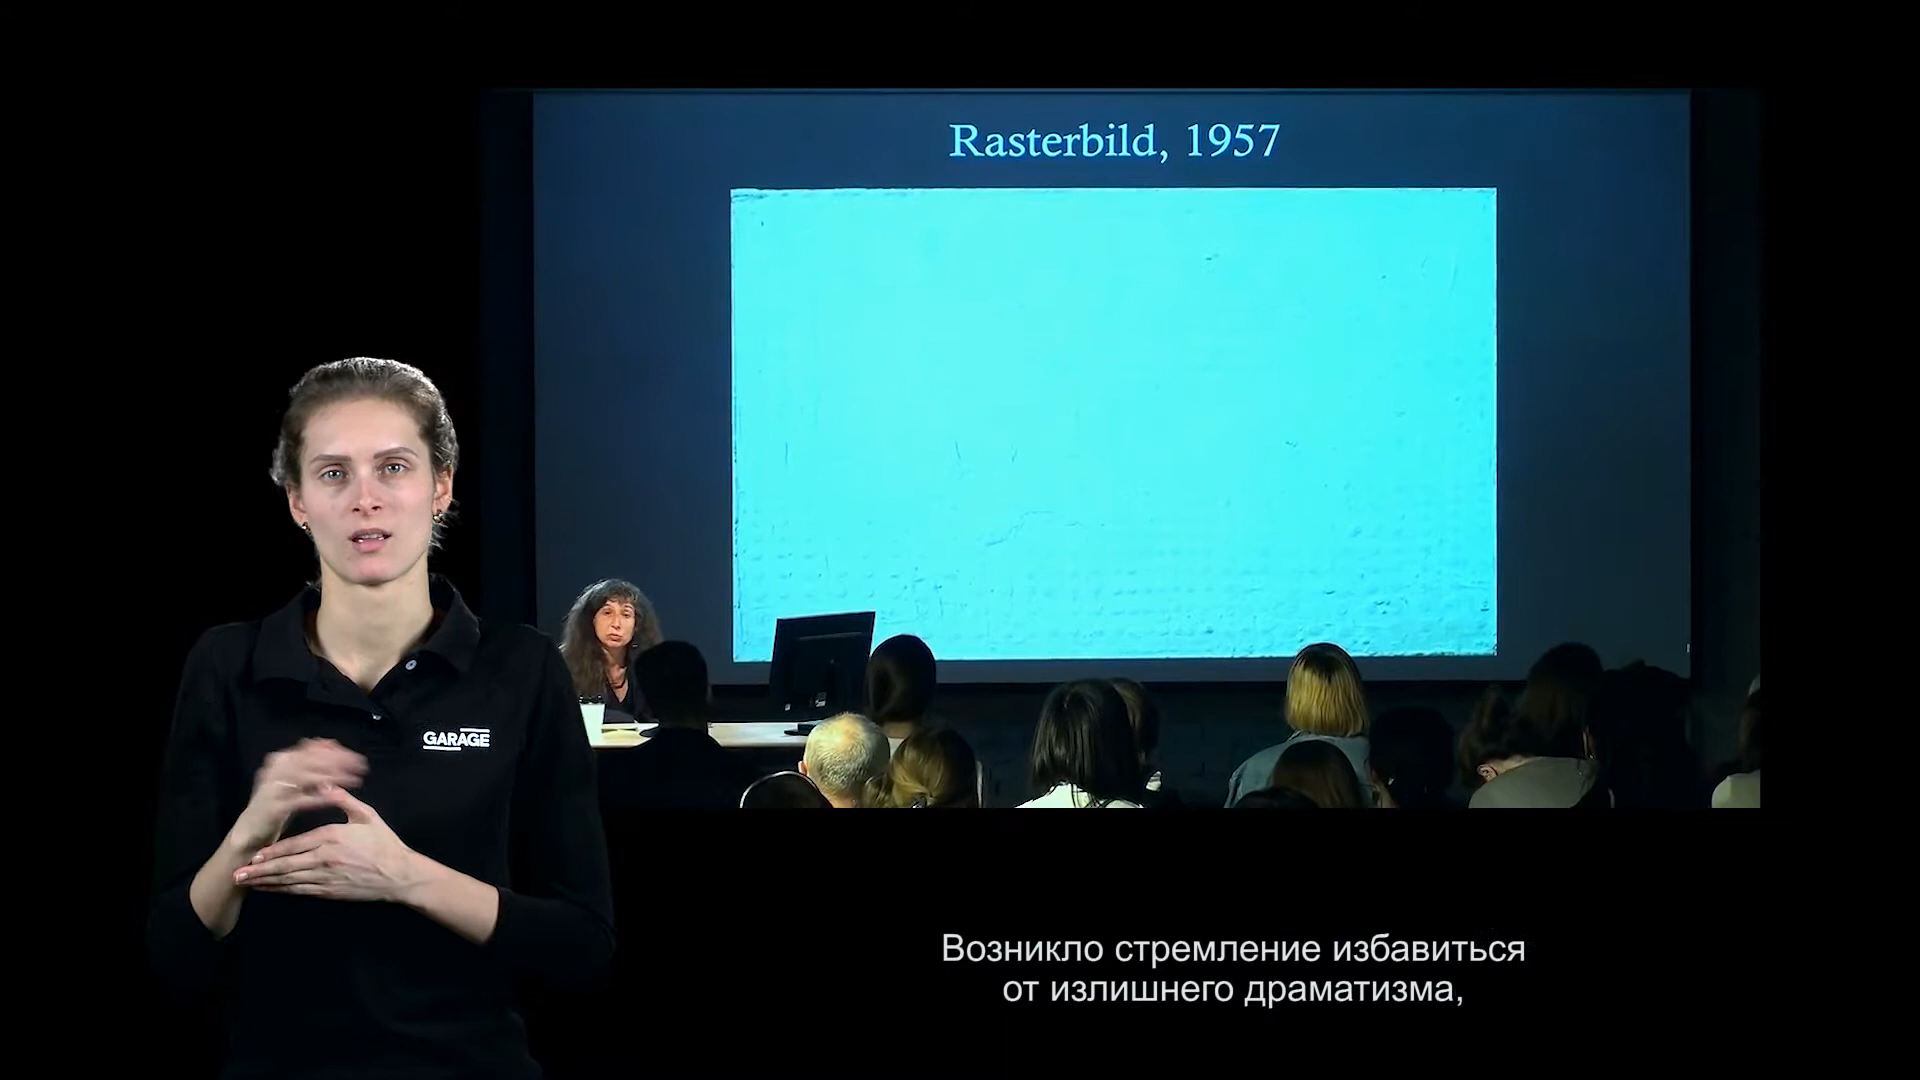 Rasterbild, 1957
GARAGE
Возникло стремление избавиться
от излишнего драматизма,